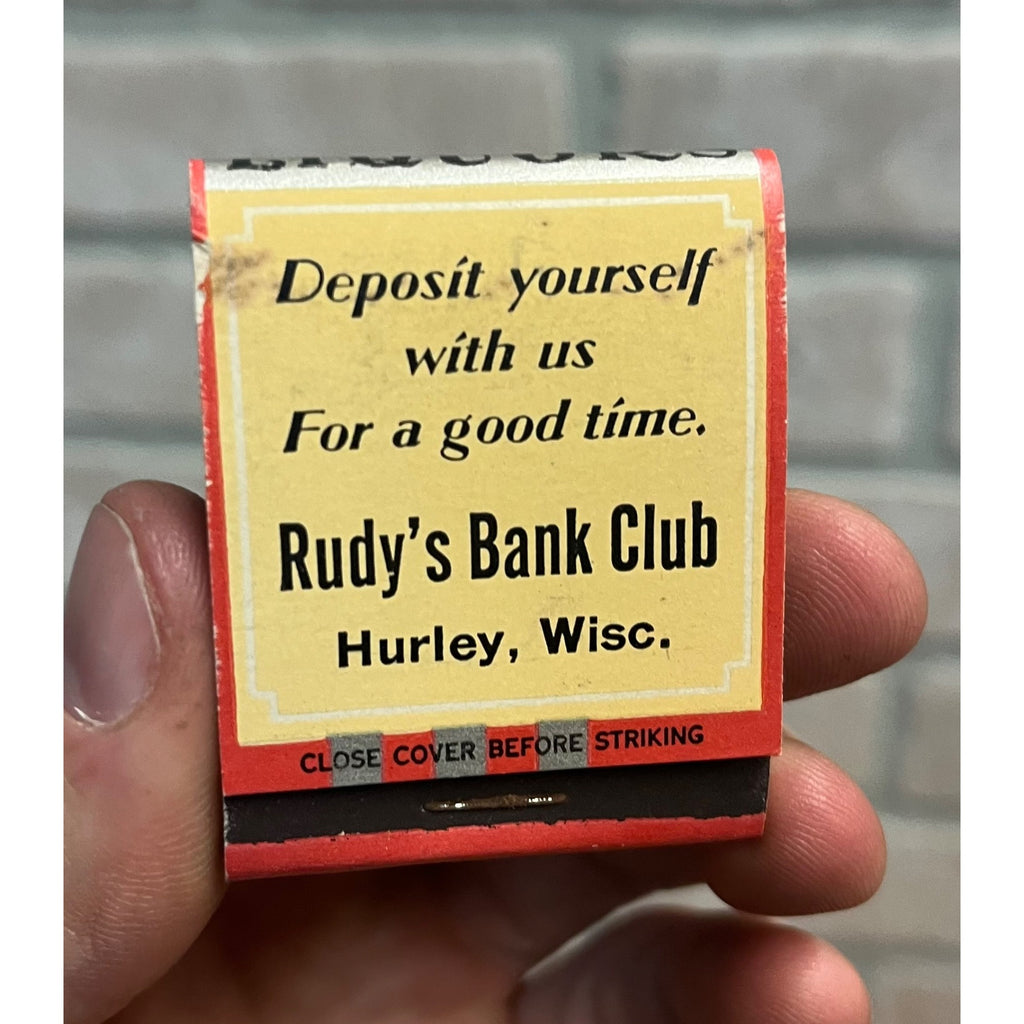 Deposit yourself
with us
For a good time.
Rudy's Bank Club
Hurley, Wisc.
CLOSE COVER BEFORE STRIKING